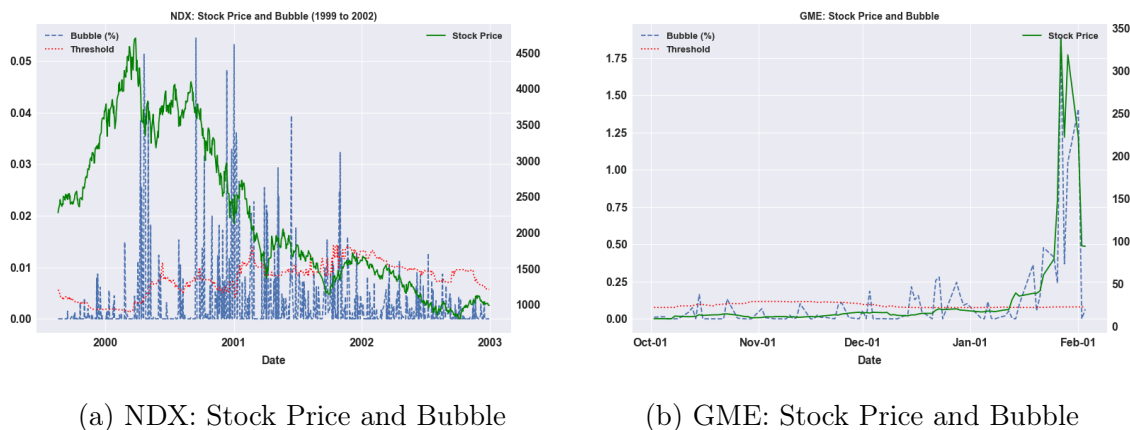 NDX: Stock Price and Bubble (1999 to 2002)
Bubble (%)
Threshold
Stock Price
0.05
0.04
0.03
0.02
0.01
0.00
4500
4000
3500
3000
2500
2000
1500
1000
2000
2001
2002
2003
Date
(a) NDX: Stock Price and Bubble
GME: Stock Price and Bubble
Bubble (%)
Threshold
Stock Price
1.75
1.50
1.25
1.00
0.75
0.50
0.25
0.00
350
300
250
200
150
100
50
0
Oct-01
Nov-01
Dec-01
Jan-01
Feb-01
Date
(b) GME: Stock Price and Bubble